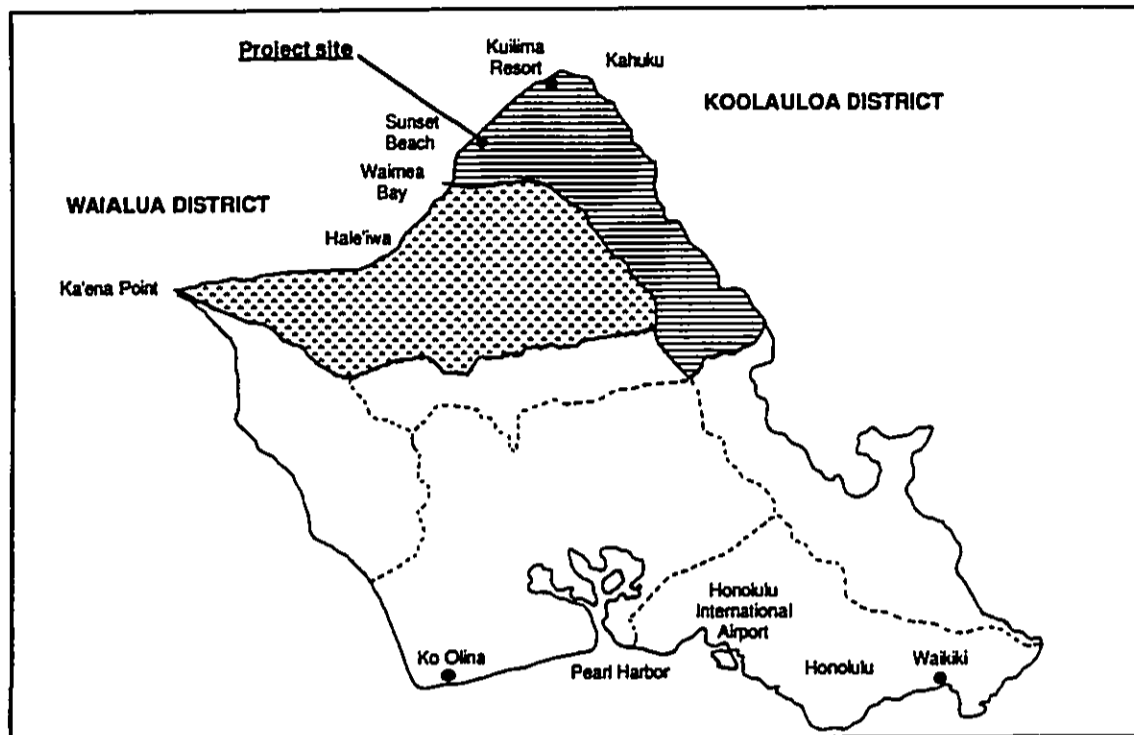 Project site
Kuilima
Resort
Kahuku
KOOLAULOA DISTRICT
Sunset
Beach
Waimea
Bay
WAIALUA DISTRICT
Hale'iwa
Ka'ena Point
Honolulu
International
Airport
Ko Olina
Pearl Harbor
Honolulu
Waikiki